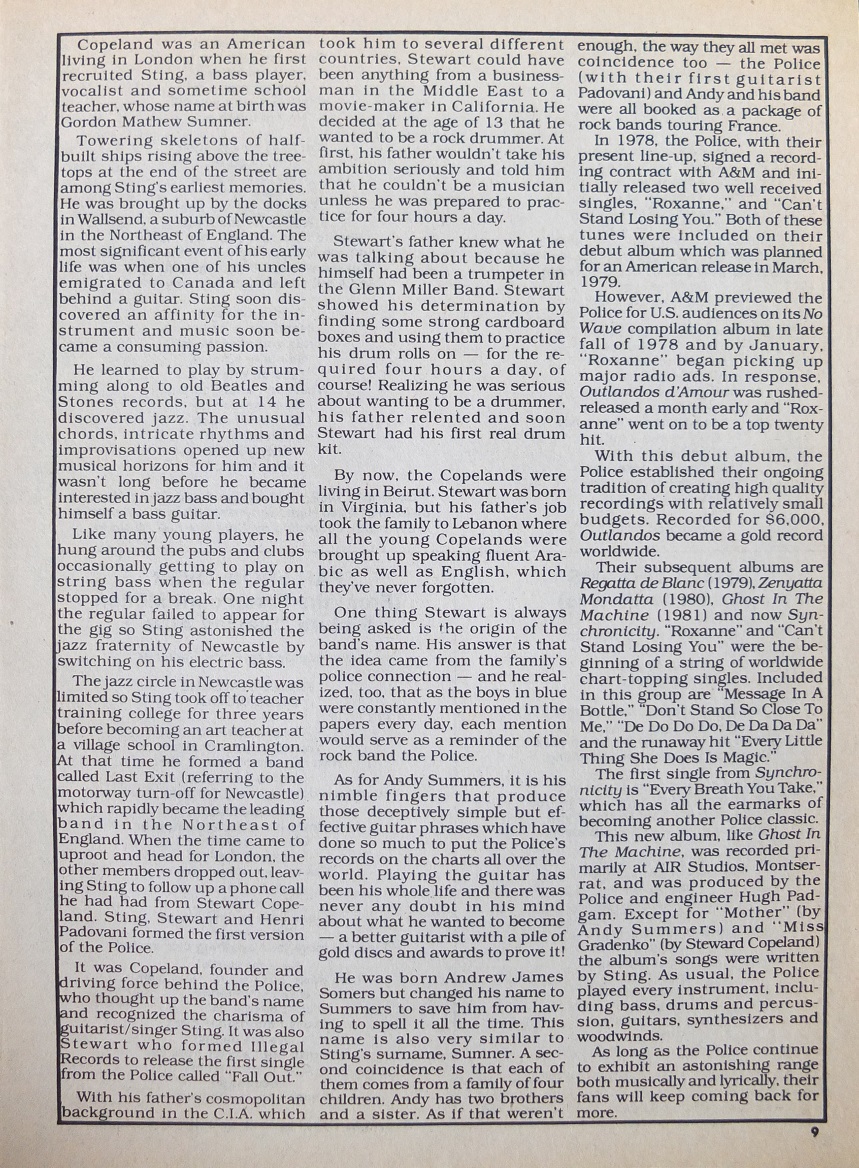 Copeland was an American
living in London when he first
recruited Sting, a bass player,
vocalist and sometime school
teacher, whose name at birth was
Gordon Mathew Sumner.
Towering skeletons of half-
built ships rising above the tree-
tops at the end of the street are
among Sting's earliest memories.
He was brought up by the docks
in Wallsend, a suburb of Newcastle
in the Northeast of England. The
most significant event of his early
life was when one of his uncles
emigrated to Canada and left
behind a guitar. Sting soon dis-
covered an affinity for the in-
strument and music soon be-
came a consuming passion.
He learned to play by strum-
ming along to old Beatles and
Stones records, but at 14 he
discovered jazz. The unusual
chords, intricate rhythms and
improvisations opened up new
musical horizons for him and it
wasn't long before he became
interested in jazz bass and bought
himself a bass guitar.
Like many young players, he
hung around the pubs and clubs
occasionally getting to play on
string bass when the regular
stopped for a break. One night
the regular failed to appear for
the gig so Sting astonished the
jazz fraternity of Newcastle by
switching on his electric bass.
The jazz circle in Newcastle was
limited so Sting took off to teacher
training college for three years
before becoming an art teacher at
a village school in Cramlington.
At that time he formed a band
called Last Exit (referring to the
motorway turn-off for Newcastle)
which rapidly became the leading
band in the Northeast of
England. When the time came to
uproot and head for London, the
other members dropped out, leav-
ing Sting to follow up a phone call
he had had from Stewart Cope-
land. Sting, Stewart and Henri
Padovani formed the first version
of the Police.
It was Copeland, founder and
driving force behind the Police,
who thought up the band's name
and recognized the charisma of
guitarist/singer Sting. It was also
Stewart who formed Illegal
Records to release the first single
from the Police called "Fall Out."
With his father's cosmopolitan
background in the C.I.A. which
took him to several different
countries, Stewart could have
been anything from a business-
man in the Middle East to a
movie-maker in California. He
decided at the age of 13 that he
wanted to be a rock drummer. At
first, his father wouldn't take his
ambition seriously and told him
that he couldn't be a musician
unless he was prepared to prac-
tice for four hours a day.
Stewart's father knew what he
was talking about because he
himself had been a trumpeter in
the Glenn Miller Band. Stewart
showed his determination by
finding some strong cardboard
boxes and using them to practice
his drum rolls on — for the re-
quired four hours a day, of
course! Realizing he was serious
about wanting to be a drummer,
his father relented and soon
Stewart had his first real drum
kit.
By now, the Copelands were
living in Beirut. Stewart was born
in Virginia, but his father's job
took the family to Lebanon where
all the young Copelands were
brought up speaking fluent Ara-
bic as well as English, which
they've never forgotten.
One thing Stewart is always
being asked is the origin of the
band's name. His answer is that
the idea came from the family's
police connection — and he real-
ized, too, that as the boys in blue
were constantly mentioned in the
papers every day, each mention
would serve as a reminder of the
rock band the Police.
As for Andy Summers, it is his
nimble fingers that produce
those deceptively simple but ef-
fective guitar phrases which have
done so much to put the Police's
records on the charts all over the
world. Playing the guitar has
been his whole life and there was
never any doubt in his mind
about what he wanted to become
— a better guitarist with a pile of
gold discs and awards to prove it!
He was born Andrew James
Somers but changed his name to
Summers to save him from hav-
ing to spell it all the time. This
name is also very similar to
Sting's surname, Sumner. A sec-
ond coincidence is that each of
them comes from a family of four
children. Andy has two brothers
and a sister. As if that weren't
enough, the way they all met was
coincidence too — the Police
(with their first guitarist
Padovani) and Andy and his band
were all booked as a package of
rock bands touring France.
In 1978, the Police, with their
present line-up, signed a record-
ing contract with A&M and ini-
tially released two well received
singles, "Roxanne," and "Can't
Stand Losing You." Both of these
tunes were included on their
debut album which was planned
for an American release in March,
1979.
However, A&M previewed the
Police for U.S. audiences on its No
Wave compilation album in late
fall of 1978 and by January,
"Roxanne" began picking up
major radio ads. In response,
Outlandos d'Amour was rushed-
released a month early and "Rox-
anne" went on to be a top twenty
hit.
With this debut album, the
Police established their ongoing
tradition of creating high quality
recordings with relatively small
budgets. Recorded for $6,000,
Outlandos became a gold record
worldwide.
Their subsequent albums are
Regatta de Blanc (1979), Zenyatta
Mondatta (1980), Ghost In The
Machine (1981) and now Syn-
chronicity. "Roxanne" and "Can't
Stand Losing You" were the be-
ginning of a string of worldwide
chart-topping singles. Included
in this group are "Message In A
Bottle," "Don't Stand So Close To
Me," "De Do Do Do, De Da Da Da"
and the runaway hit "Every Little
Thing She Does Is Magic."
The first single from Synchro-
nicity is "Every Breath You Take,"
which has all the earmarks of
becoming another Police classic.
This new album, like Ghost In
The Machine, was recorded pri-
marily at AIR Studios, Montser-
rat, and was produced by the
Police and engineer Hugh Pad-
gam. Except for "Mother" (by
Andy Summers) and "Miss
Gradenko" (by Steward Copeland)
the album's songs were written
by Sting. As usual, the Police
played every instrument, inclu-
ding bass, drums and percus-
sion, guitars, synthesizers and
woodwinds.
As long as the Police continue
to exhibit an astonishing range
both musically and lyrically, their
fans will keep coming back for
more.
9